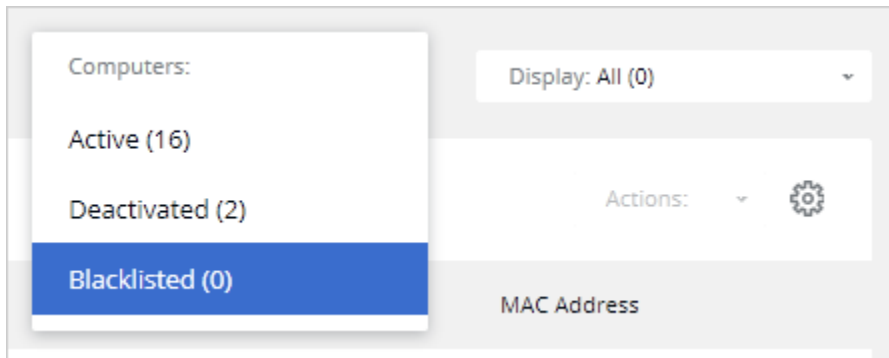 Computers:
Display: All (0)
Active (16)
Deactivated (2)
Actions:
Blacklisted (0)
MAC Address